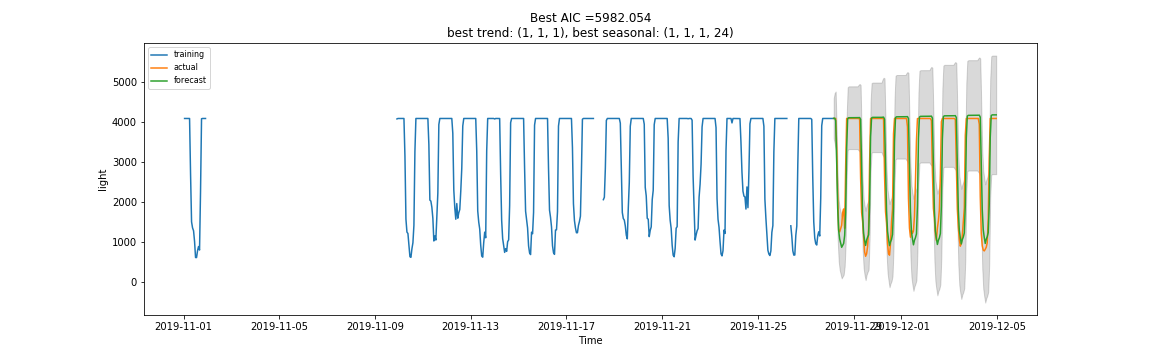 Best AIC =5982.054
best trend: (1, 1, 1), best seasonal: (1, 1, 1, 24)
training
actual
forecast
5000
4000
3000
2000
1000
0
light
2019-11-01 2019-11-05 2019-11-09 2019-11-13 2019-11-17 2019-11-21 2019-11-25 2019-11-29 2019-12-01 2019-12-05
Time